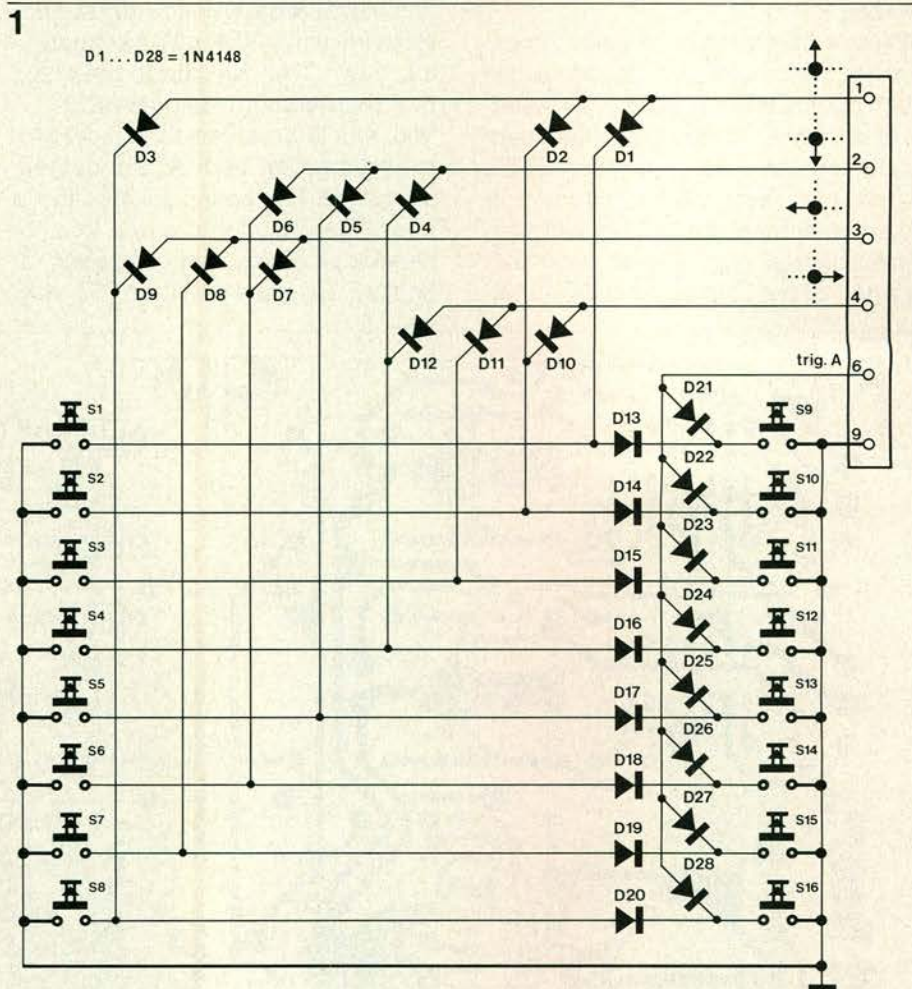 1
D1...D28 = 1N4148
1
D3
D2
D1
2
D6
D5
D4
3
D9
D8
D7
4
D12
D11
D10
trig. A
6
D21
S1
D13
S9
9
S2
D22
D14
S10
S3
D23
D15
S11
S4
D24
D16
S12
S5
D25
D17
S13
S6
D26
D18
S14
S7
D27
D19
S15
S8
D28
D20
S16